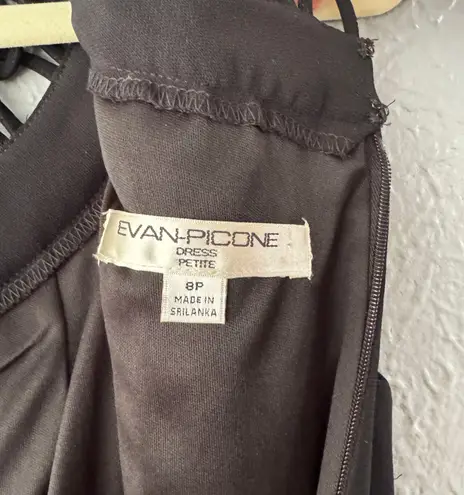 EVAN-PICONE
DRESS
PETITE
8P
MADE IN
SRILANKA